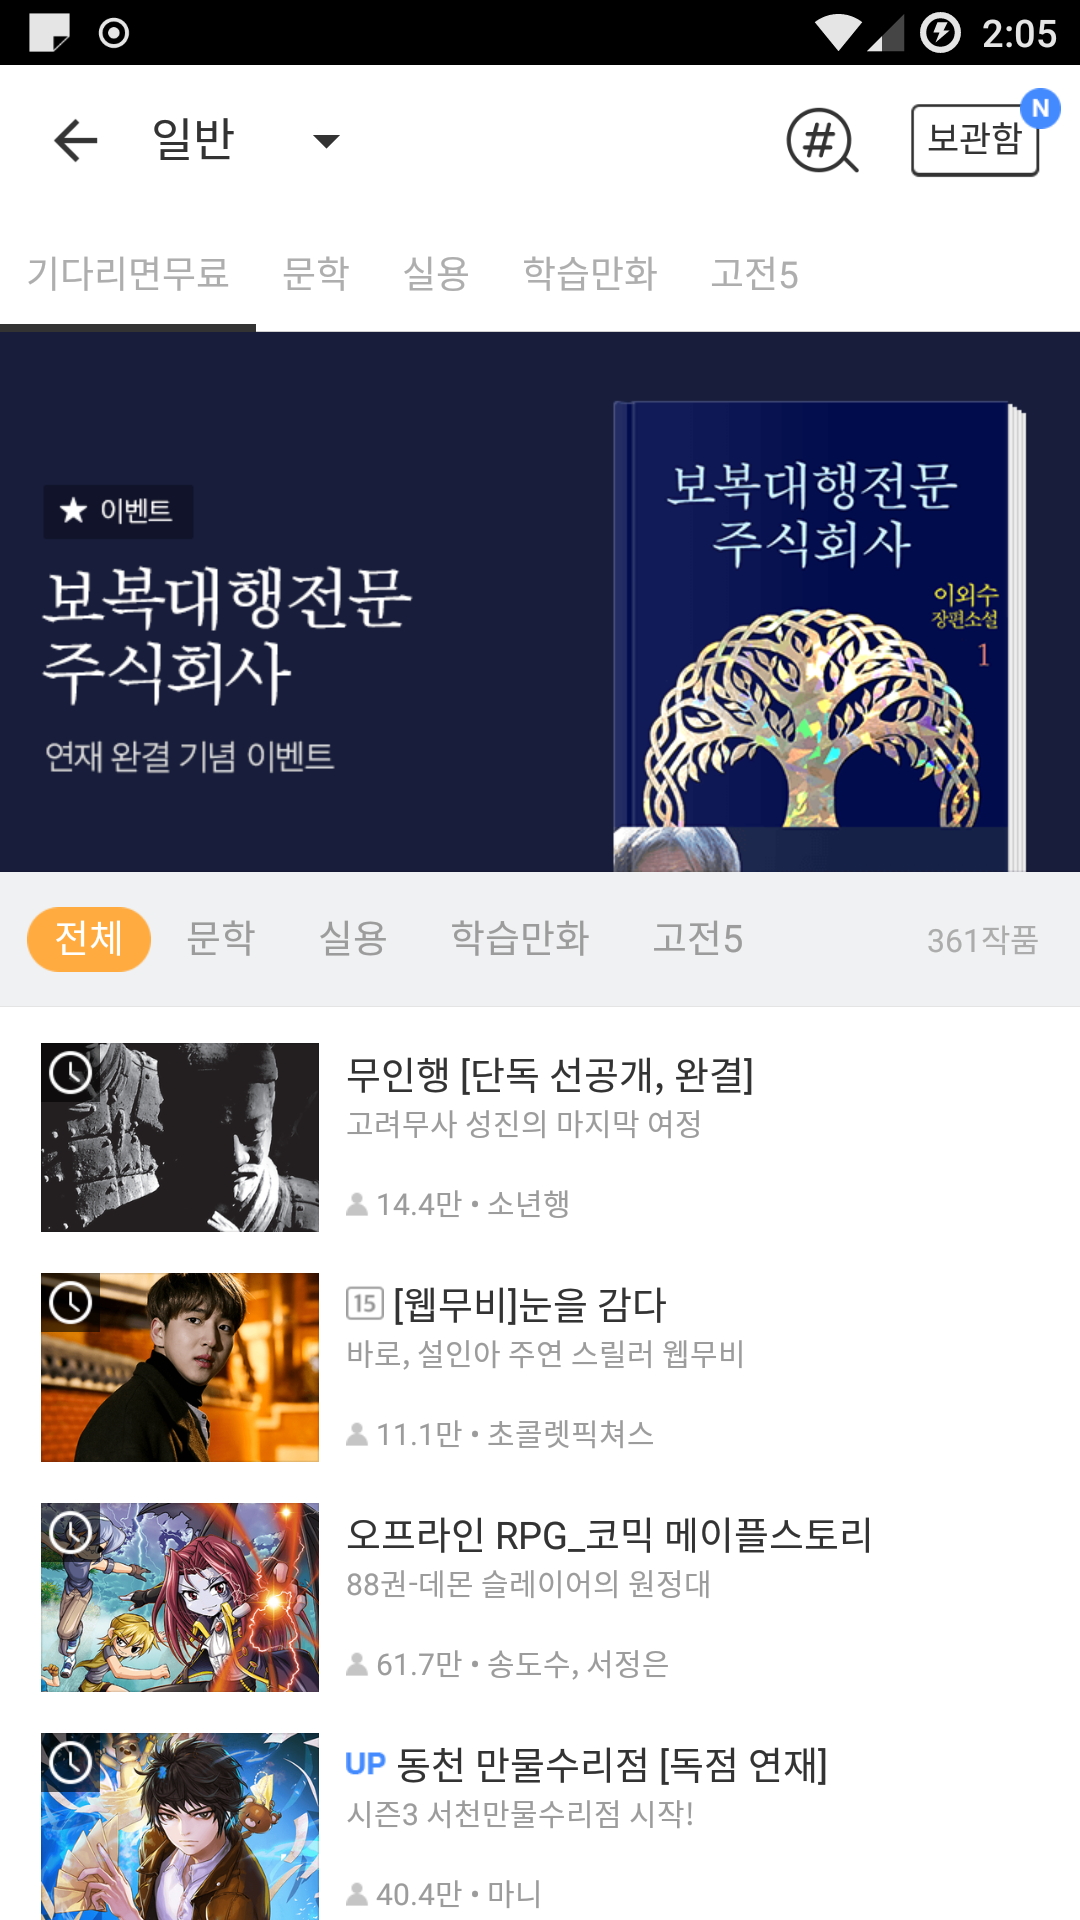 2:05
일반
보관함
N
기다리면무료 문학 실용 학습만화 고전5
★ 이벤트
보복대행전문
주식회사
연재 완결 기념 이벤트
보복대행전문
주식회사
이외수
장편소설
1
전체 문학 실용 학습만화 고전5 361작품
무인행 [단독 선공개, 완결]
고려무사 성진의 마지막 여정
14.4만 • 소년행
15 [웹무비]눈을 감다
바로, 설인아 주연 스릴러 웹무비
11.1만 • 초콜렛픽쳐스
오프라인 RPG_코믹 메이플스토리
88권-데몬 슬레이어의 원정대
61.7만 • 송도수, 서정은
UP 동천 만물수리점 [독점 연재]
시즌3 서천만물수리점 시작!
40.4만 • 마니